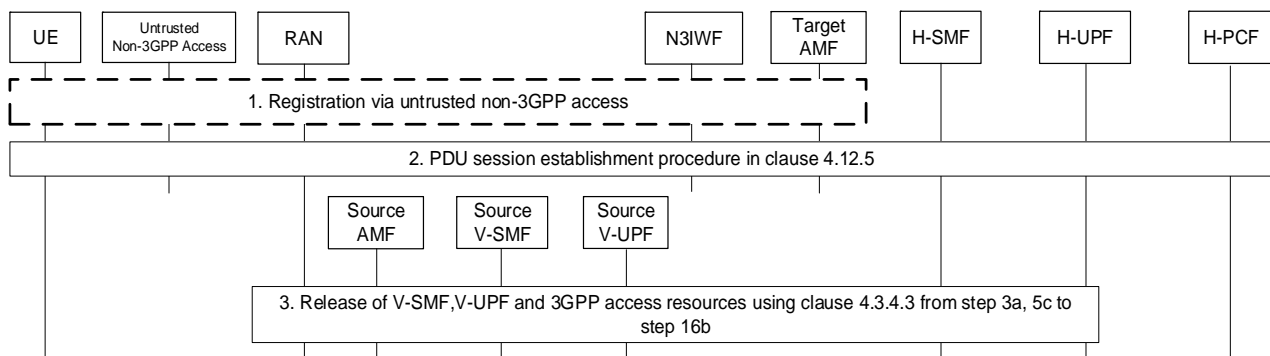 UE
Untrusted
Non-3GPP Access
RAN
N3IWF
Target
AMF
H-SMF
H-UPF
H-PCF
1. Registration via untrusted non-3GPP access
2. PDU session establishment procedure in clause 4.12.5
Source
AMF
Source
V-SMF
Source
V-UPF
3. Release of V-SMF,V-UPF and 3GPP access resources using clause 4.3.4.3 from step 3a, 5c to
step 16b